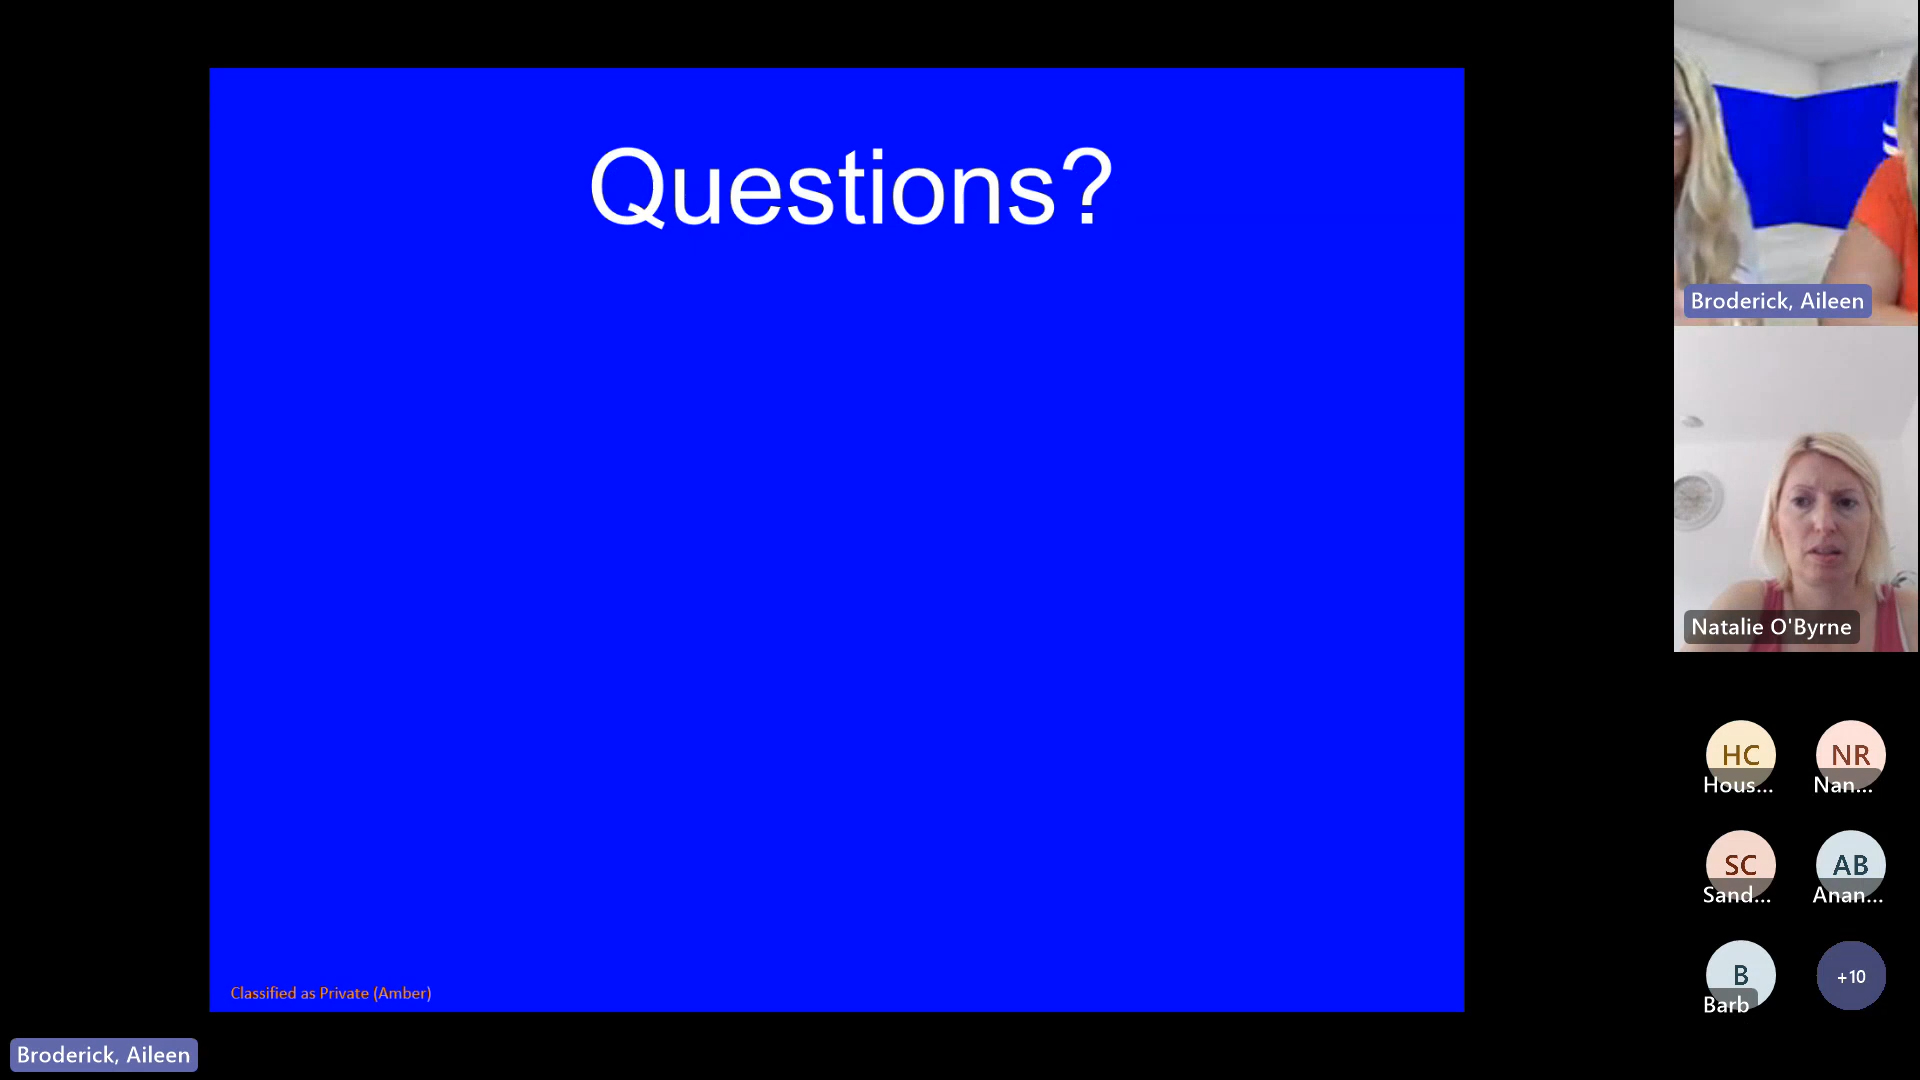 Questions?
Classified as Private (Amber)
Broderick, Aileen
Broderick, Aileen
Natalie O'Byrne
HC
Hous...
NR
Nan...
SC
Sand...
AB
Anan...
B
Barb
+10